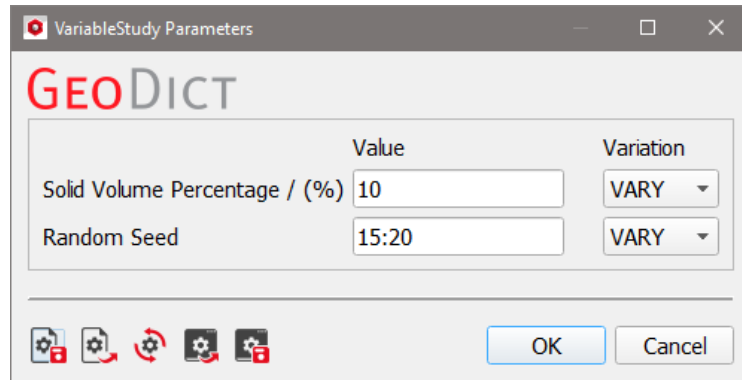 VariableStudy Parameters
GEODICT
Value Variation
Solid Volume Percentage / (%) 10 VARY
Random Seed 15:20 VARY
OK Cancel